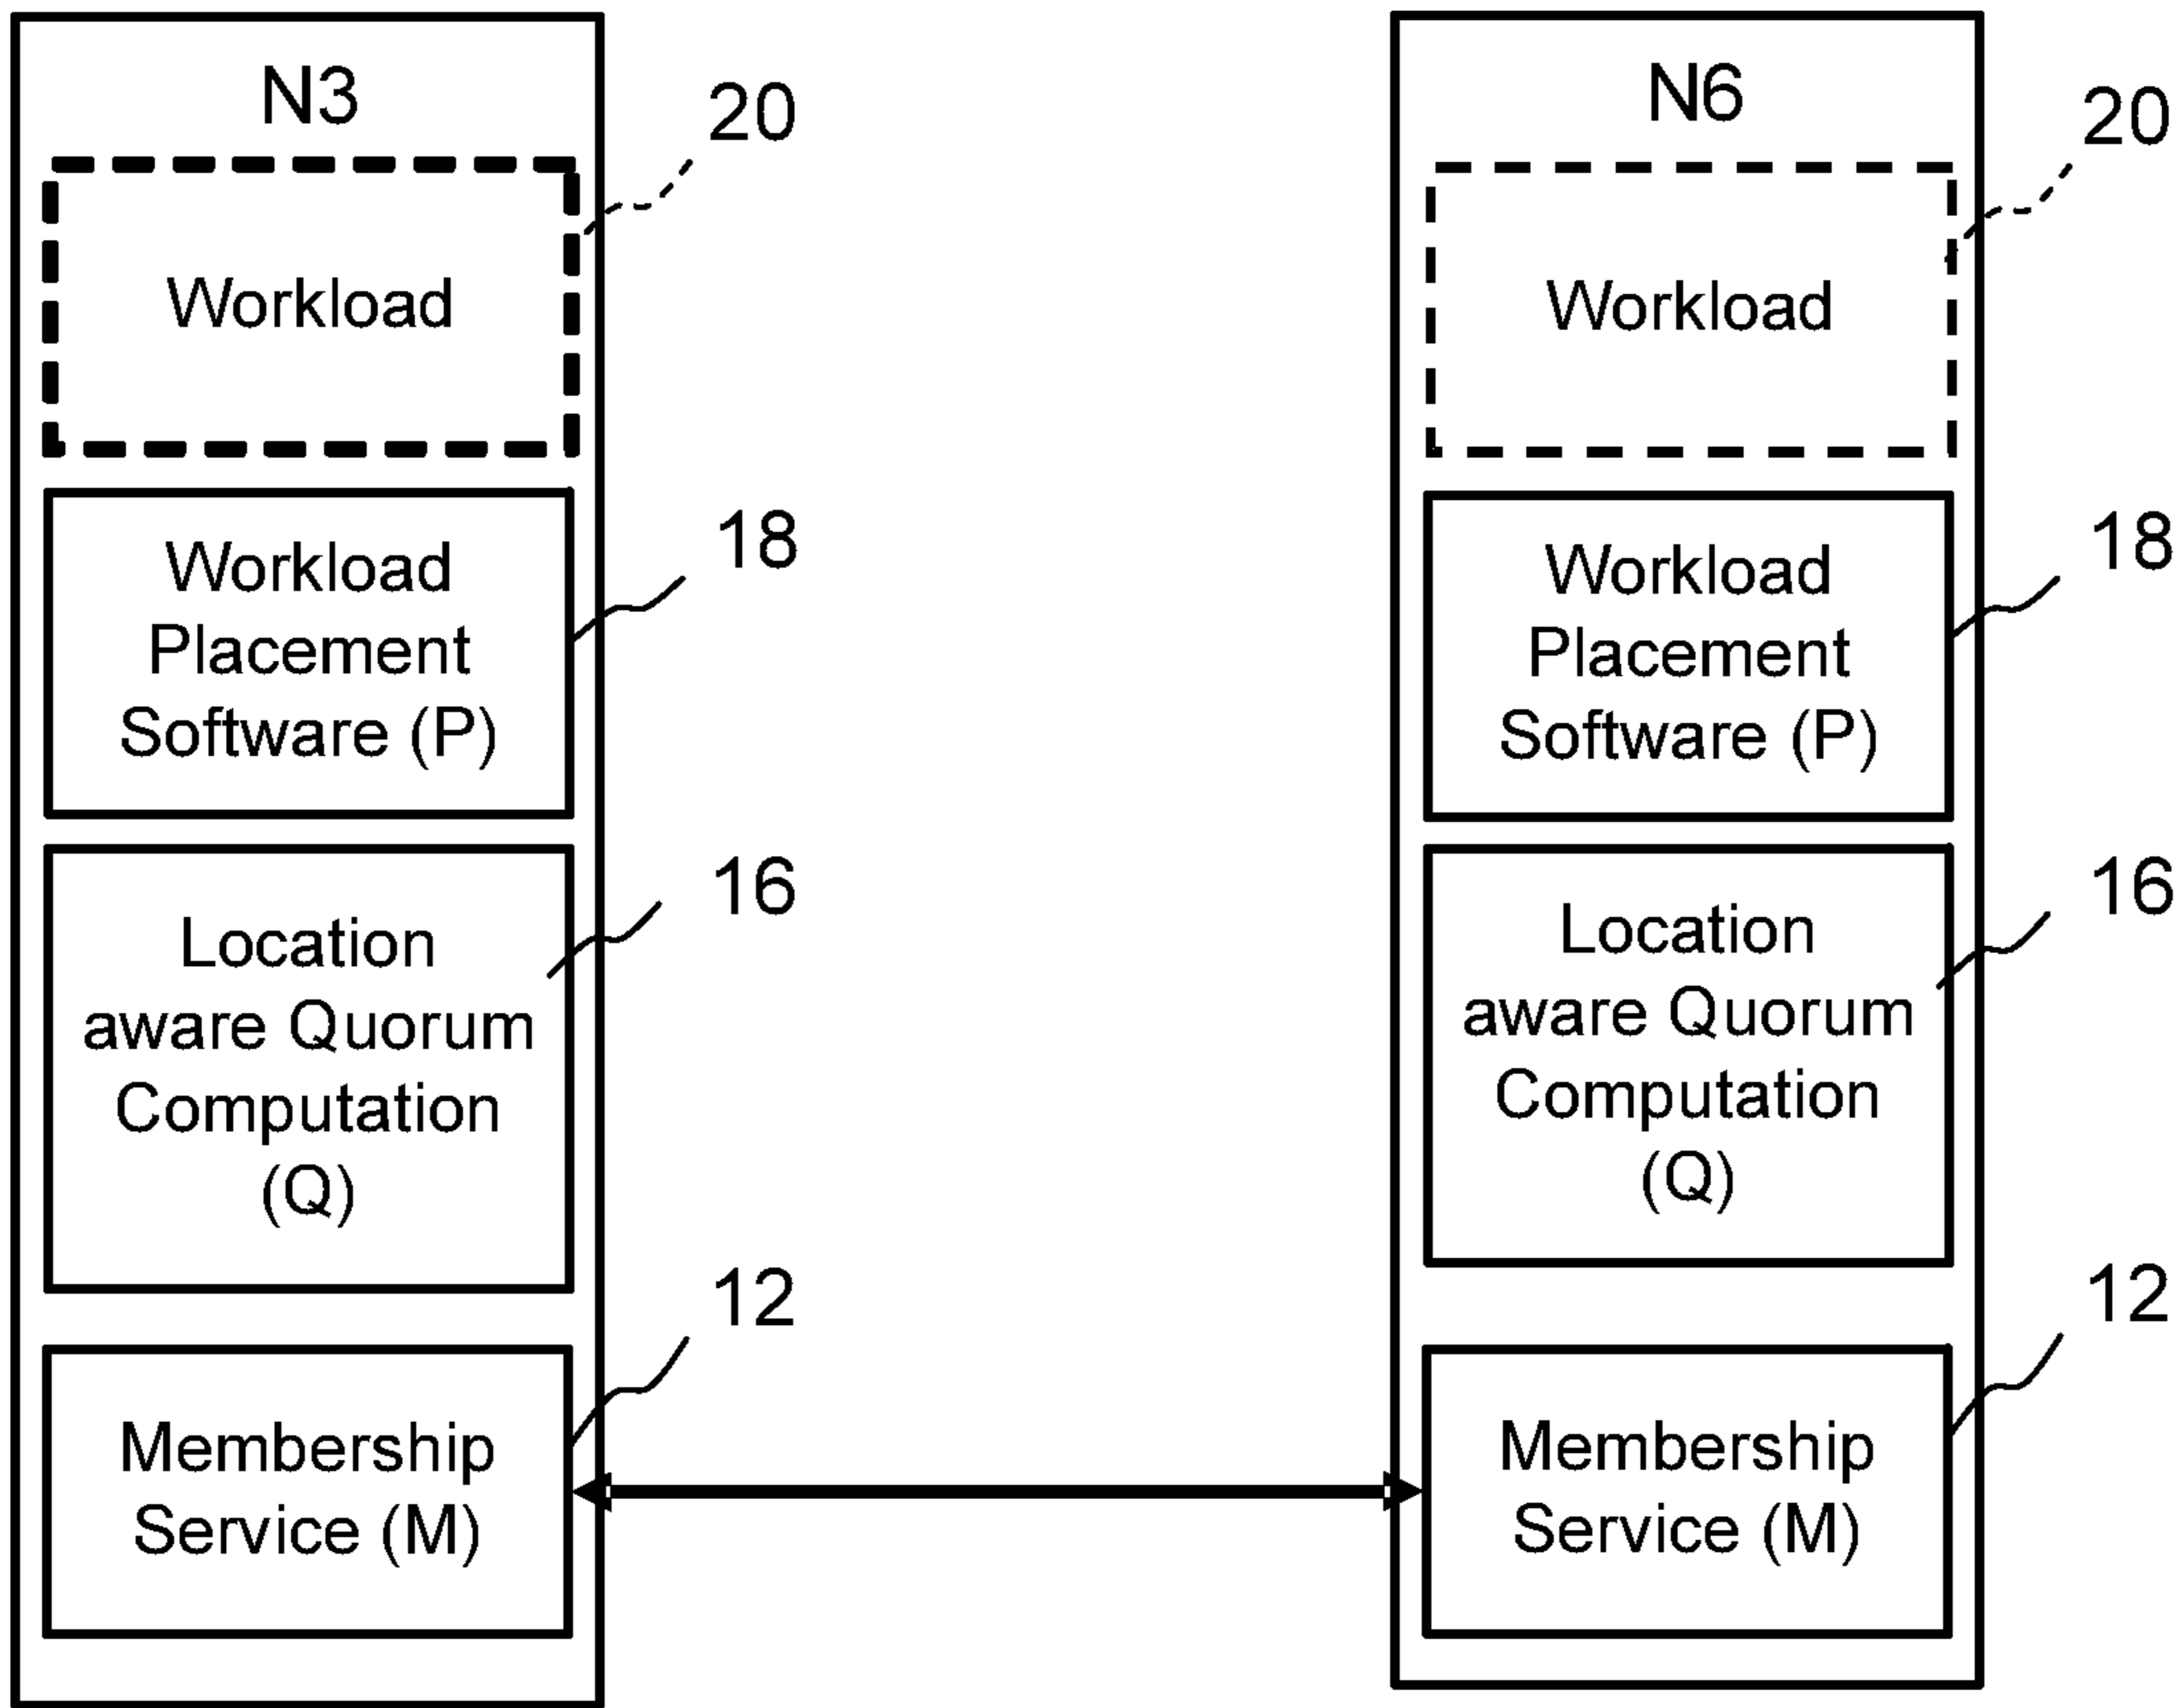 N3
20
Workload
18
Workload
Placement
Software (P)
16
Location
aware Quorum
Computation
(Q)
12
Membership
Service (M)
N6
20
Workload
18
Workload
Placement
Software (P)
16
Location
aware Quorum
Computation
(Q)
12
Membership
Service (M)